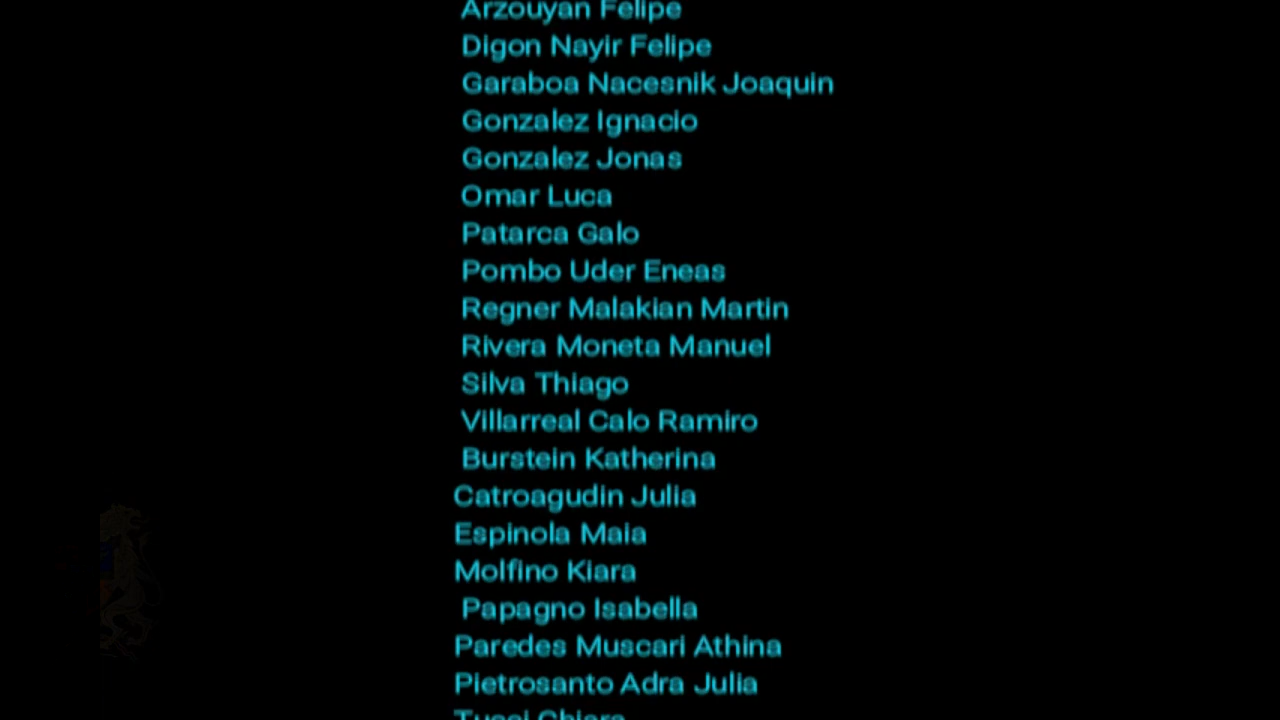 Arzouyan Felipe
Digon Nayir Felipe
Garaboa Nacesnik Joaquin
Gonzalez Ignacio
Gonzalez Jonas
Omar Luca
Patarca Galo
Pombo Uder Eneas
Regner Malakian Martin
Rivera Moneta Manuel
Silva Thiago
Villarreal Calo Ramiro
Burstein Katherina
Catroagudin Julia
Espinola Maia
Molfino Kiara
Papagno Isabella
Paredes Muscari Athina
Pietrosanto Adra Julia
Tucci Chiara